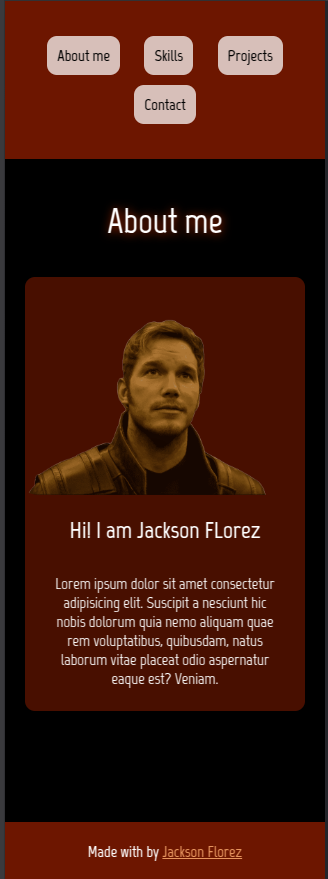 About me Skills Projects
Contact
About me
Hi! I am Jackson FLorez
Lorem ipsum dolor sit amet consectetur
adipisicing elit. Suscipit a nesciunt hic
nobis dolorum quia nemo aliquam quae
rem voluptatibus, quibusdam, natus
laborum vitae placeat odio aspernatur
eaque est? Veniam.
Made with by Jackson Florez